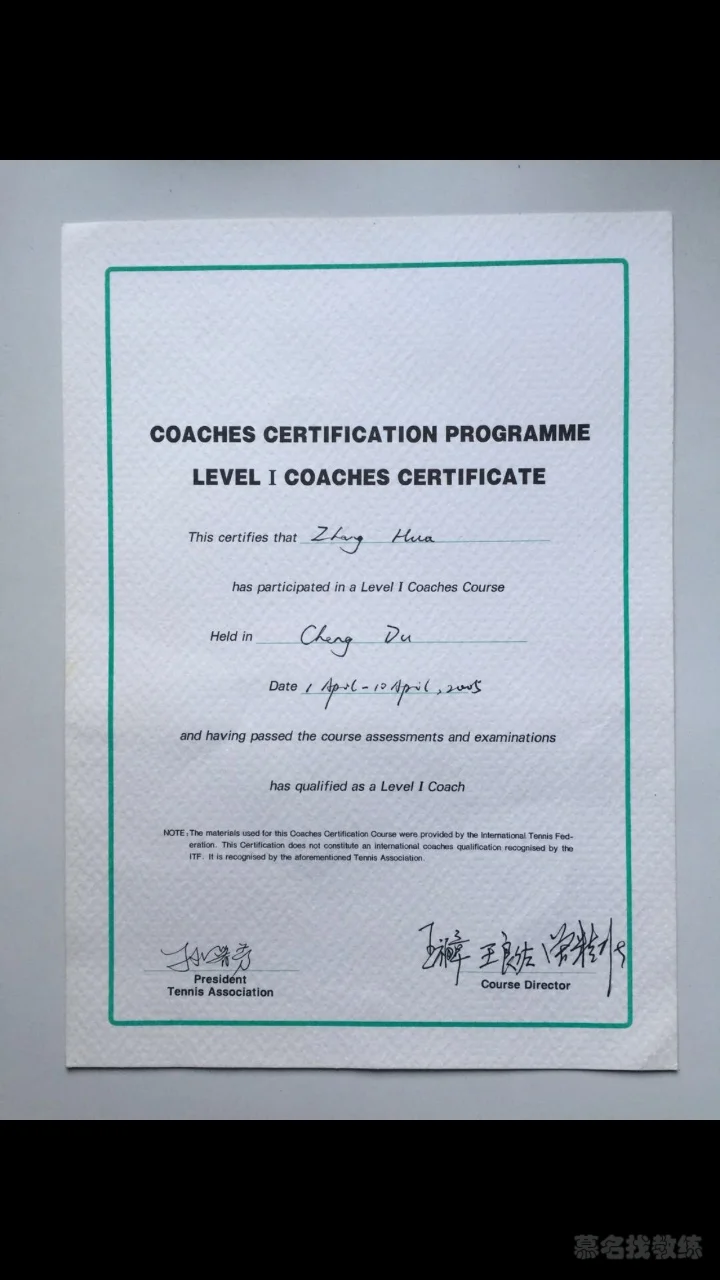 COACHES CERTIFICATION PROGRAMME
LEVEL I COACHES CERTIFICATE
This certifies that Zhang Hua
has participated in a Level I Coaches Course
Held in Cheng Du
Date 1 April - 10 April, 2005
and having passed the course assessments and examinations
has qualified as a Level I Coach
NOTE: The materiels used for this Coaches Certification Course were provided by the International Tennis Fed-
eration. This Certification does not constitute an international coaches qualification recognised by the
ITF. It is recognised by the aforementioned Tennis Association.
President
Tennis Association
王良佐
Course Director
慕名找教练